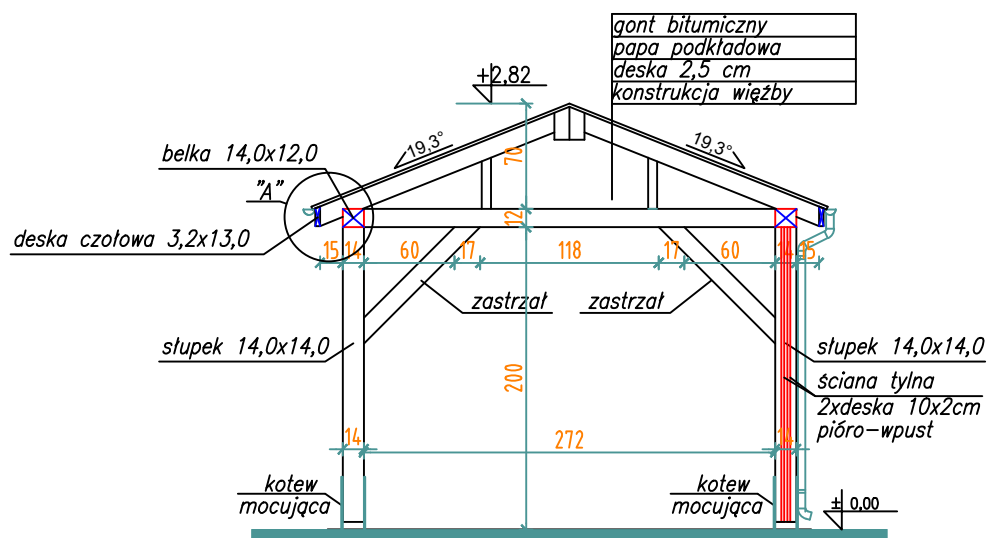 gont bitumiczny
papa podkładowa
deska 2,5 cm
konstrukcja więźby
+2,82
19,3°
19,3°
belka 14,0x12,0
70
"A"
12
deska czołowa 3,2x13,0
15 14 60 17 118 17 60 14 15
zastrzał
zastrzał
słupek 14,0x14,0
słupek 14,0x14,0
200
ściana tylna
2xdeska 10x2cm
pióro-wpust
14 272 14
kotew
mocująca
kotew
mocująca
± 0,00